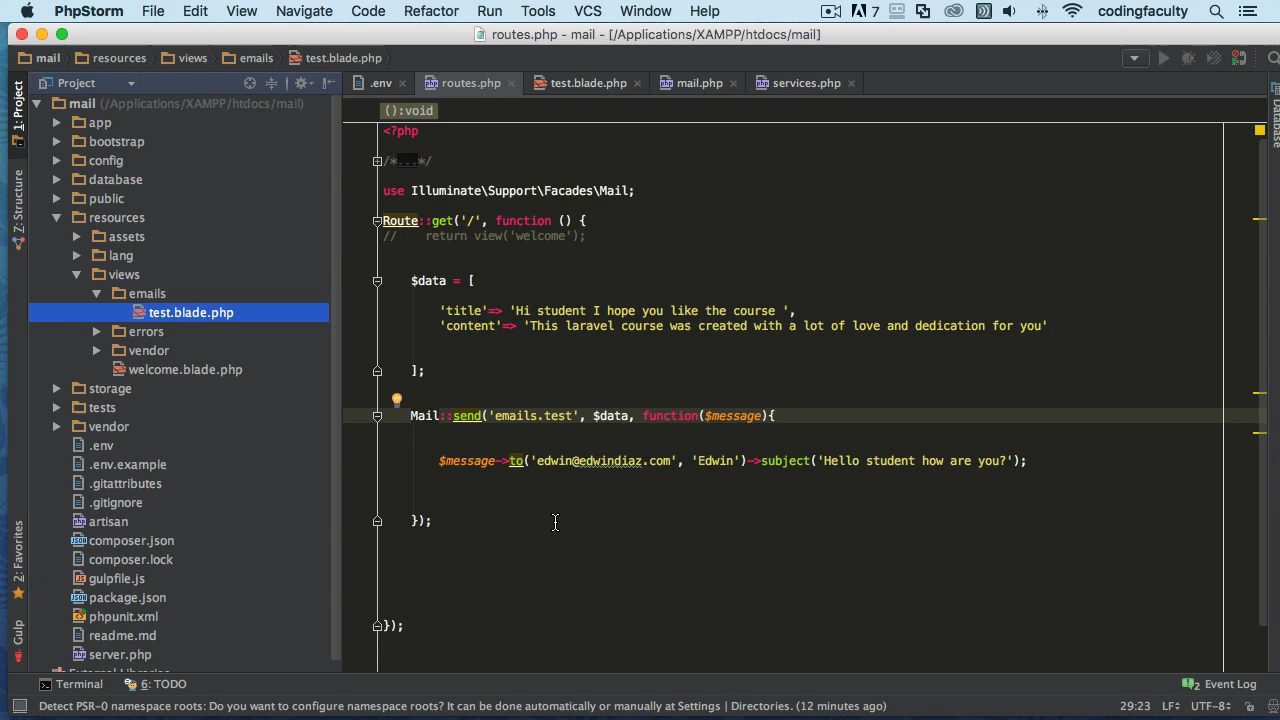 PhpStorm File Edit View Navigate Code Refactor Run Tools VCS Window Help 7 codingfaculty
routes.php - mail - [/Applications/XAMPP/htdocs/mail]
mail resources views emails test.blade.php
Project .env routes.php test.blade.php mail.php services.php
1: Project
Z: Structure
2: Favorites
Gulp
Database
mail (/Applications/XAMPP/htdocs/mail)
app
bootstrap
config
database
public
resources
assets
lang
views
emails
test.blade.php
errors
vendor
welcome.blade.php
storage
tests
vendor
.env
.env.example
.gitattributes
.gitignore
artisan
composer.json
composer.lock
gulpfile.js
package.json
phpunit.xml
readme.md
server.php
():void
<?php
/*...*/
use Illuminate\Support\Facades\Mail;
Route::get('/', function () {
//    return view('welcome');
$data = [
'title'=> 'Hi student I hope you like the course ',
'content'=> 'This laravel course was created with a lot of love and dedication for you'
];
Mail::send('emails.test', $data, function($message){
$message->to('edwin@edwindiaz.com', 'Edwin')->subject('Hello student how are you?');
});
});
Terminal 6: TODO 2 Event Log
Detect PSR-0 namespace roots: Do you want to configure namespace roots? It can be done automatically or manually at Settings | Directories. (12 minutes ago) 29:23 LF UTF-8